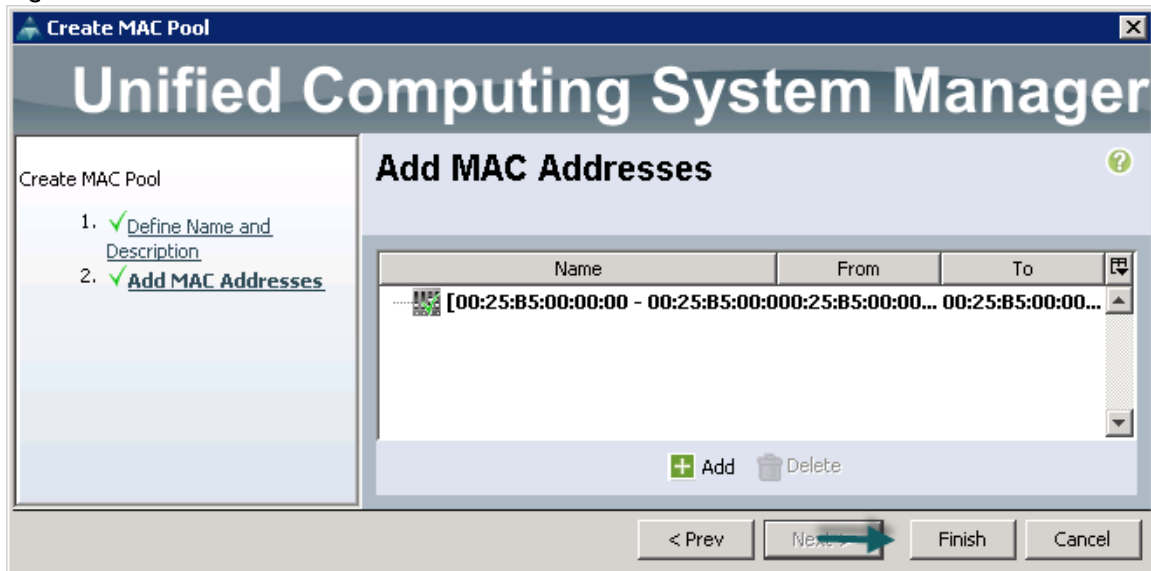 Create MAC Pool
Unified Computing System Manager
Create MAC Pool
1. Define Name and
Description
2. Add MAC Addresses
Add MAC Addresses
Name From To
[00:25:B5:00:00:00 - 00:25:B5:00:000:25:B5:00:00... 00:25:B5:00:00...
Add Delete
< Prev Finish Cancel